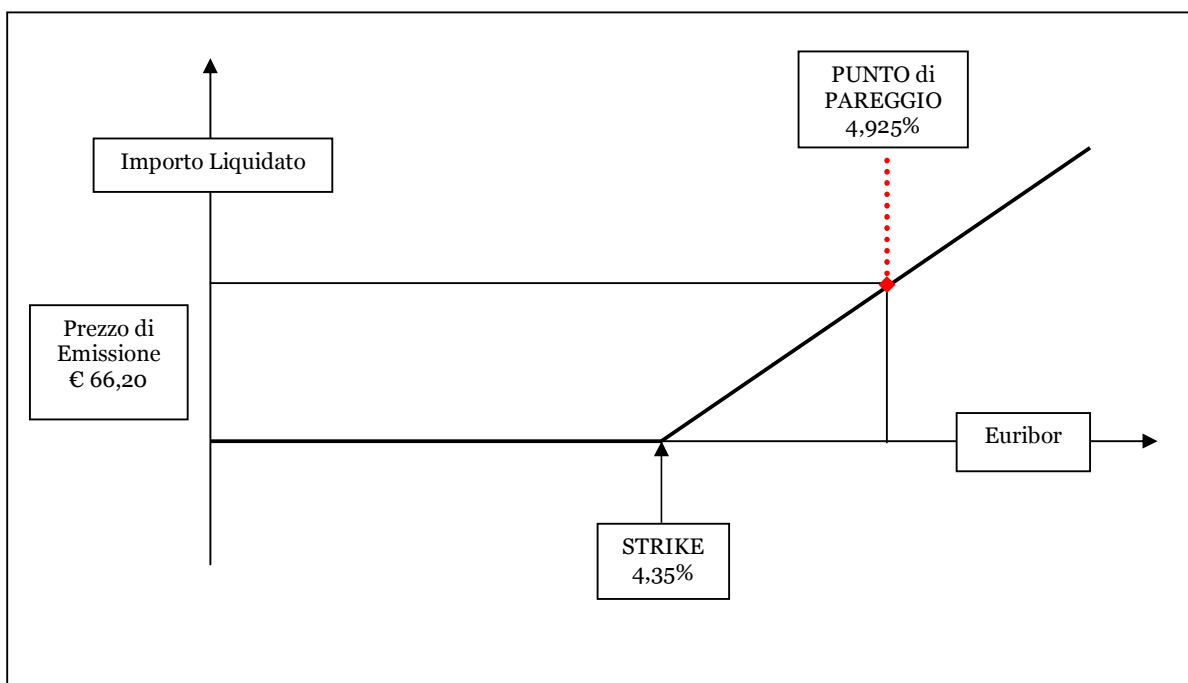 PUNTO di
PAREGGIO
4,925%
Importo Liquidato
Prezzo di
Emissione
€ 66,20
Euribor
STRIKE
4,35%